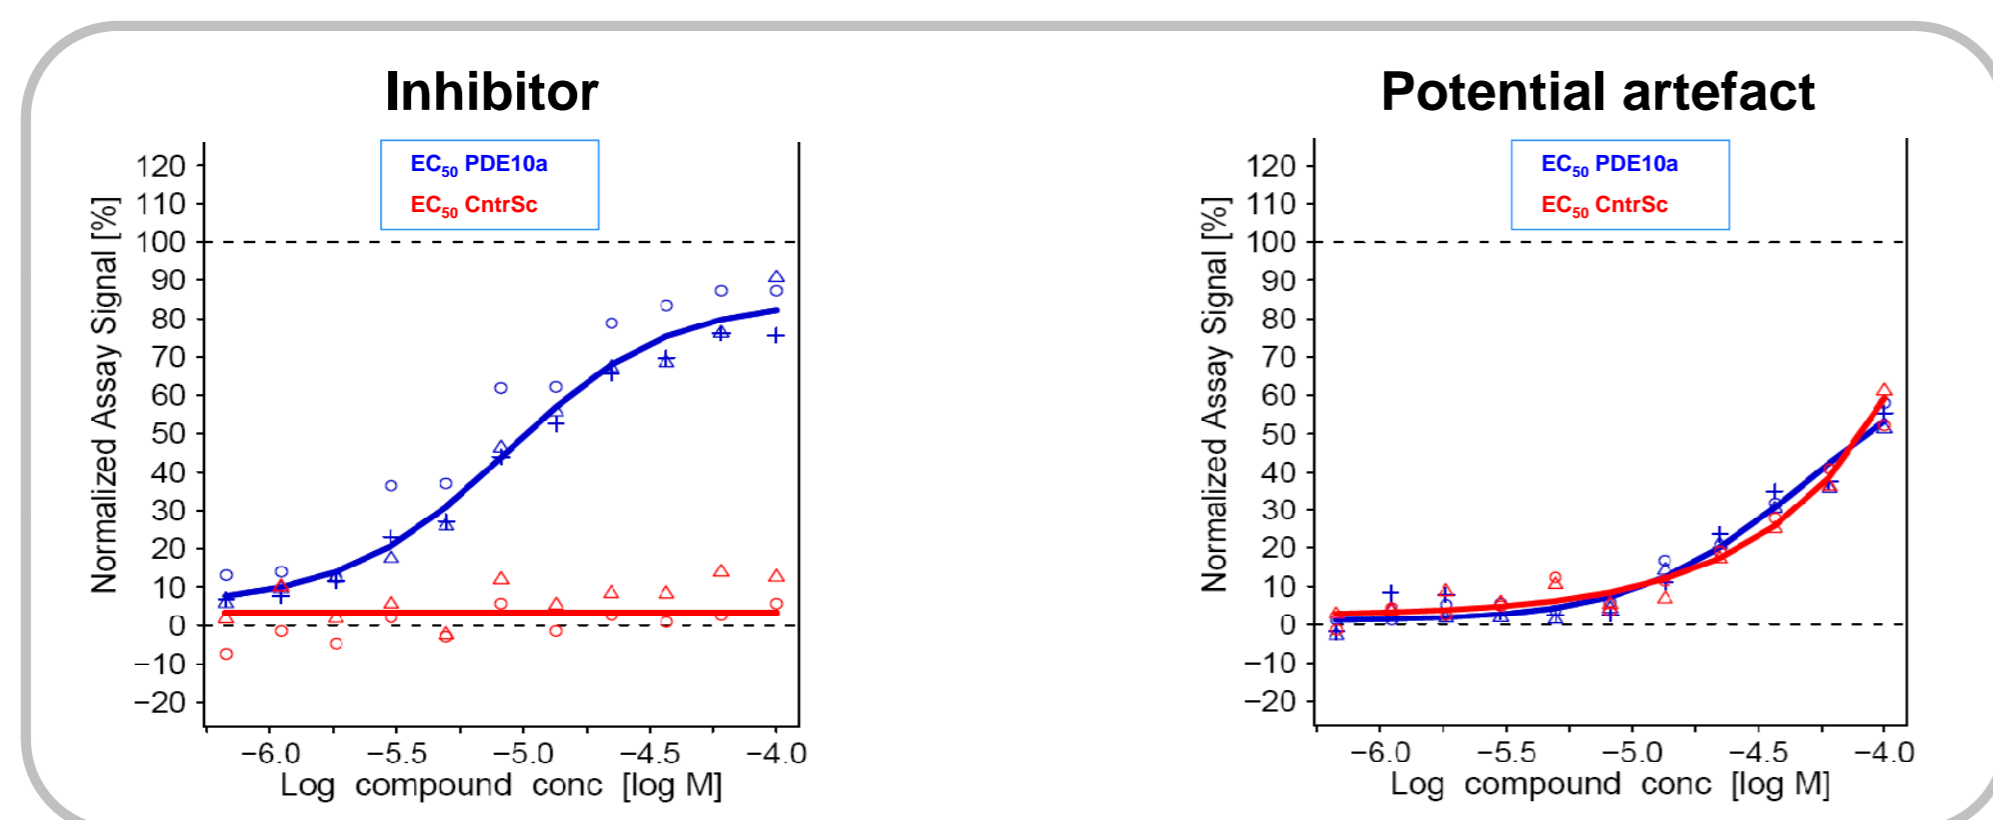 Inhibitor
EC50 PDE10a
EC50 CntrSc
Normalized Assay Signal [%]
120
110
100
90
80
70
60
50
40
30
20
10
0
−10
−20
−6.0 −5.5 −5.0 −4.5 −4.0
Log compound conc [log M]
Potential artefact
EC50 PDE10a
EC50 CntrSc
Normalized Assay Signal [%]
120
110
100
90
80
70
60
50
40
30
20
10
0
−10
−20
−6.0 −5.5 −5.0 −4.5 −4.0
Log compound conc [log M]